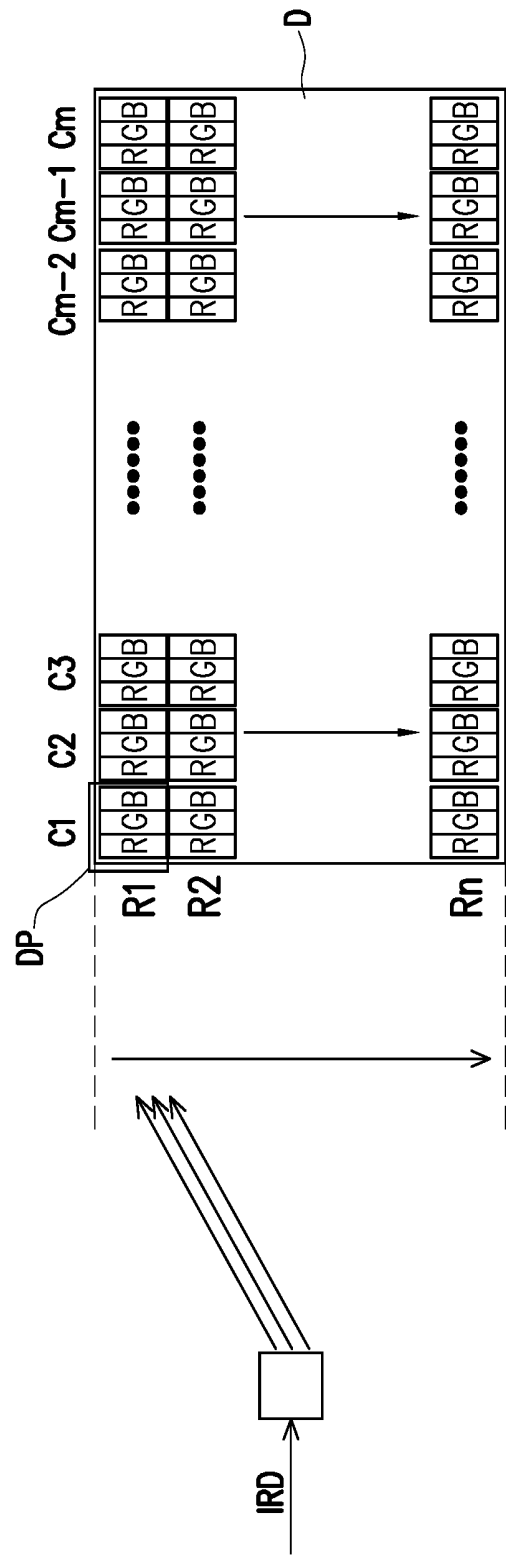 DP
C1 C2 C3 Cm-2 Cm-1 Cm
R1 RGB RGB RGB •••••• RGB RGB RGB
R2 RGB RGB RGB •••••• RGB RGB RGB
D
Rn RGB RGB RGB •••••• RGB RGB RGB
IRD